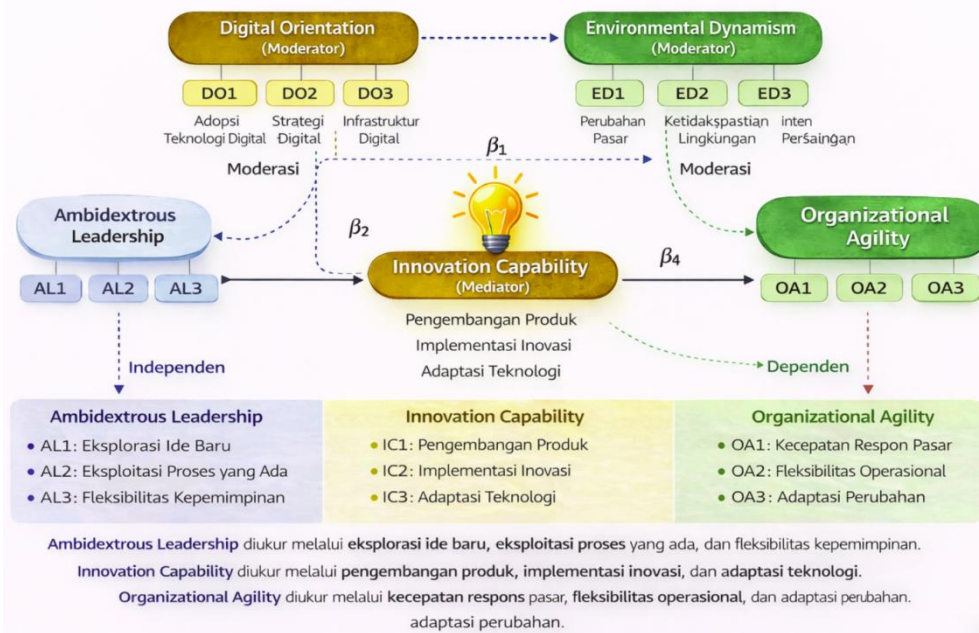 Digital Orientation
(Moderator)
Environmental Dynamism
(Moderator)
DO1 DO2 DO3
ED1 ED2 ED3
Adopsi
Teknologi Digital
Strategi
Digital
Infrastruktur
Digital
Perubahan
Pasar
Ketidakspastian
Lingkungan
inten
Peršaingan
Moderasi
β1
Moderasi
Ambidextrous
Leadership
β2
Innovation Capability
(Mediator)
β4
Organizational
Agility
AL1 AL2 AL3
OA1 OA2 OA3
Pengembangan Produk
Implementasi Inovasi
Adaptasi Teknologi
Independen
Dependen
Ambidextrous Leadership
• AL1: Eksplorasi Ide Baru
• AL2: Eksploitasi Proses yang Ada
• AL3: Fleksibilitas Kepemimpinan
Innovation Capability
• IC1: Pengembangan Produk
• IC2: Implementasi Inovasi
• IC3: Adaptasi Teknologi
Organizational Agility
• OA1: Kecepatan Respon Pasar
• OA2: Fleksibilitas Operasional
• OA3: Adaptasi Perubahan
Ambidextrous Leadership diukur melalui eksplorasi ide baru, eksploitasi proses yang ada, dan fleksibilitas kepemimpinan.
Innovation Capability diukur melalui pengembangan produk, implementasi inovasi, dan adaptasi teknologi.
Organizational Agility diukur melalui kecepatan respons pasar, fleksibilitas operasional, dan adaptasi perubahan.
adaptasi perubahan.